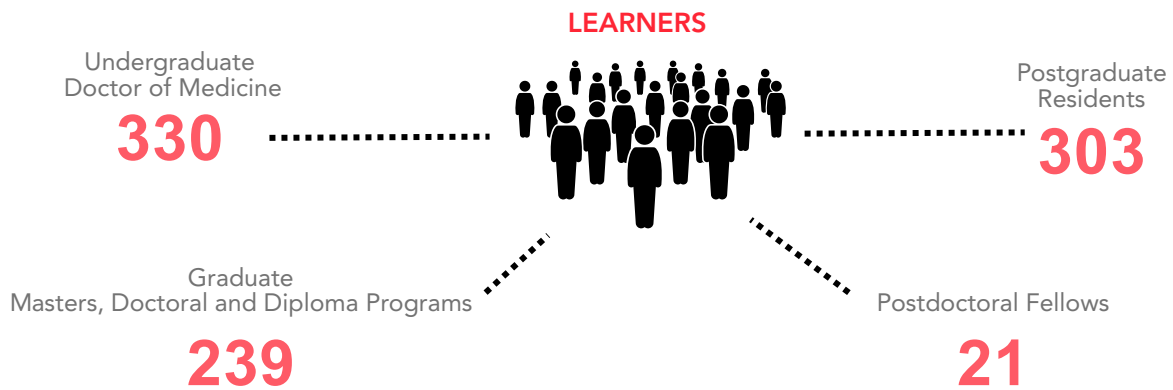 LEARNERS
Undergraduate
Doctor of Medicine
330
Postgraduate
Residents
303
Graduate
Masters, Doctoral and Diploma Programs
239
Postdoctoral Fellows
21